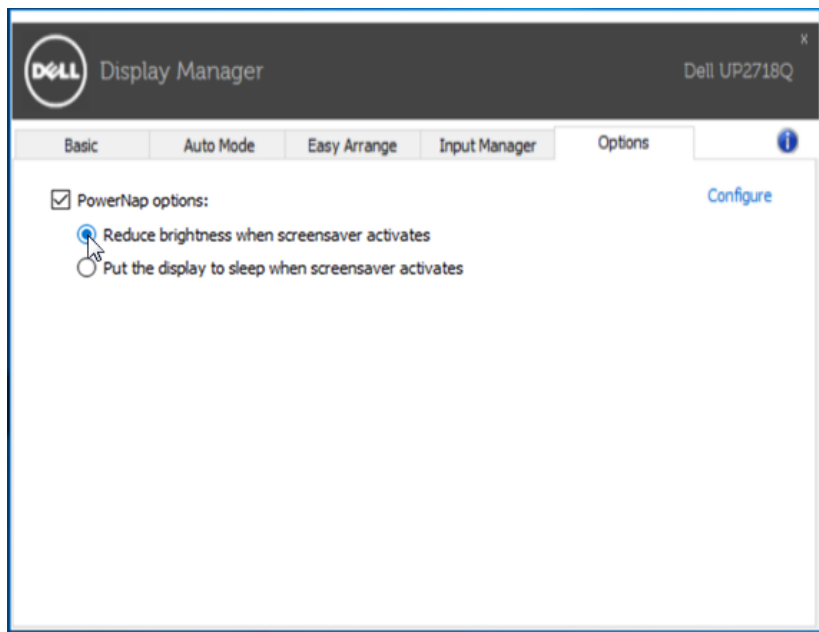 x
DELL Display Manager Dell UP2718Q
Basic Auto Mode Easy Arrange Input Manager Options i
PowerNap options: Configure
Reduce brightness when screensaver activates
Put the display to sleep when screensaver activates